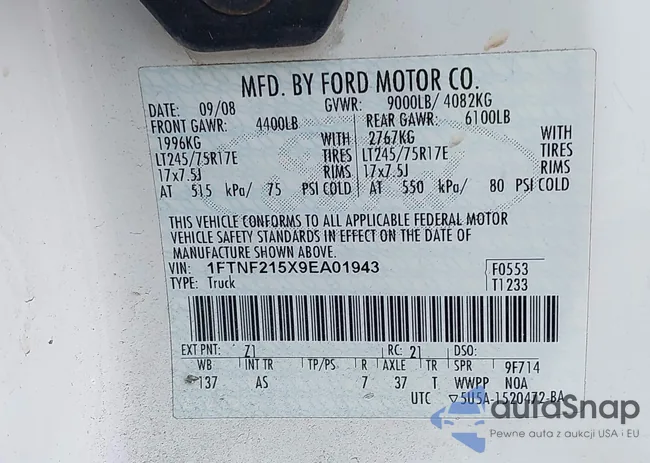 MFD. BY FORD MOTOR CO.
DATE: 09/08 GVWR: 9000LB/ 4082KG
FRONT GAWR: 4400LB REAR GAWR: 6100LB
1996KG WITH 2767KG WITH
LT245/75R17E TIRES LT245/75R17E TIRES
17x7.5J RIMS 17x7.5J RIMS
AT 515 kPa/ 75 PSI COLD AT 550 kPa/ 80 PSI COLD
THIS VEHICLE CONFORMS TO ALL APPLICABLE FEDERAL MOTOR
VEHICLE SAFETY STANDARDS IN EFFECT ON THE DATE OF
MANUFACTURE SHOWN ABOVE.
VIN: 1FTNF215X9EA01943 F0553
TYPE: Truck T1233
EXT PNT: Z1 RC: 21 DSO:
WB INT TR TP/PS R AXLE TR SPR 9F714
137 AS 7 37 T WWPP NOA
UTC ▽5U5A-1520472-BA
autaSnap
Pewne auta z aukcji USA i EU